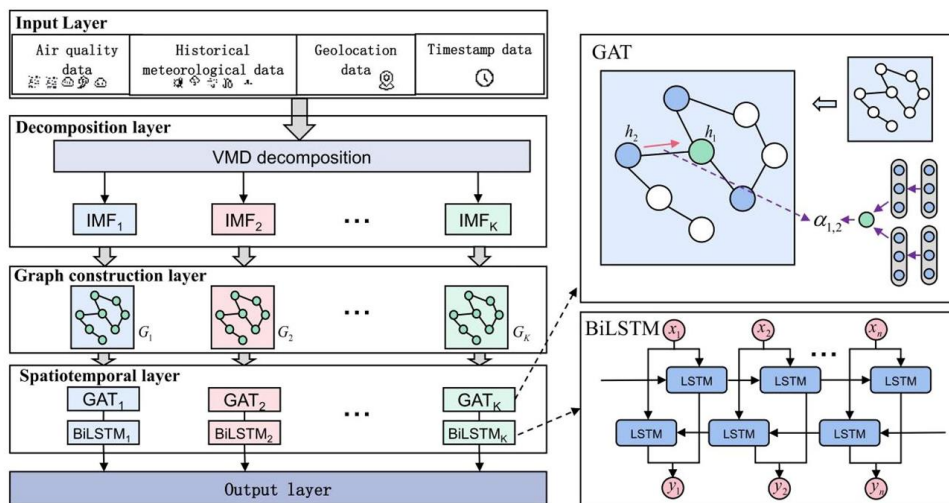 Input Layer
Air quality data
Historical meteorological data
Geolocation data
Timestamp data
Decomposition layer
VMD decomposition
IMF1
IMF2
...
IMFK
Graph construction layer
G1
G2
...
GK
Spatiotemporal layer
GAT1
GAT2
...
GATK
BiLSTM1
BiLSTM2
BiLSTMK
Output layer
GAT
h2
h1
α1,2
BiLSTM
x1
x2
...
xn
LSTM
LSTM
LSTM
LSTM
LSTM
LSTM
y1
y2
yn